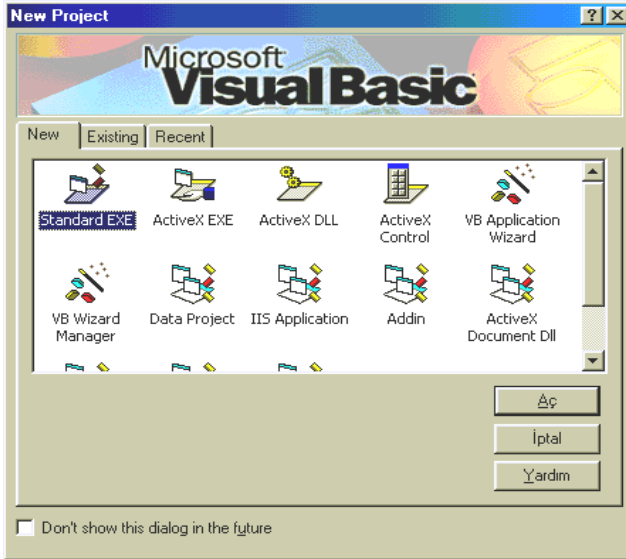 New Project
Microsoft
Visual Basic
New Existing Recent
Standard EXE ActiveX EXE ActiveX DLL ActiveX Control VB Application Wizard
VB Wizard Manager Data Project IIS Application Addin ActiveX Document Dll
Aç
İptal
Yardım
Don't show this dialog in the future